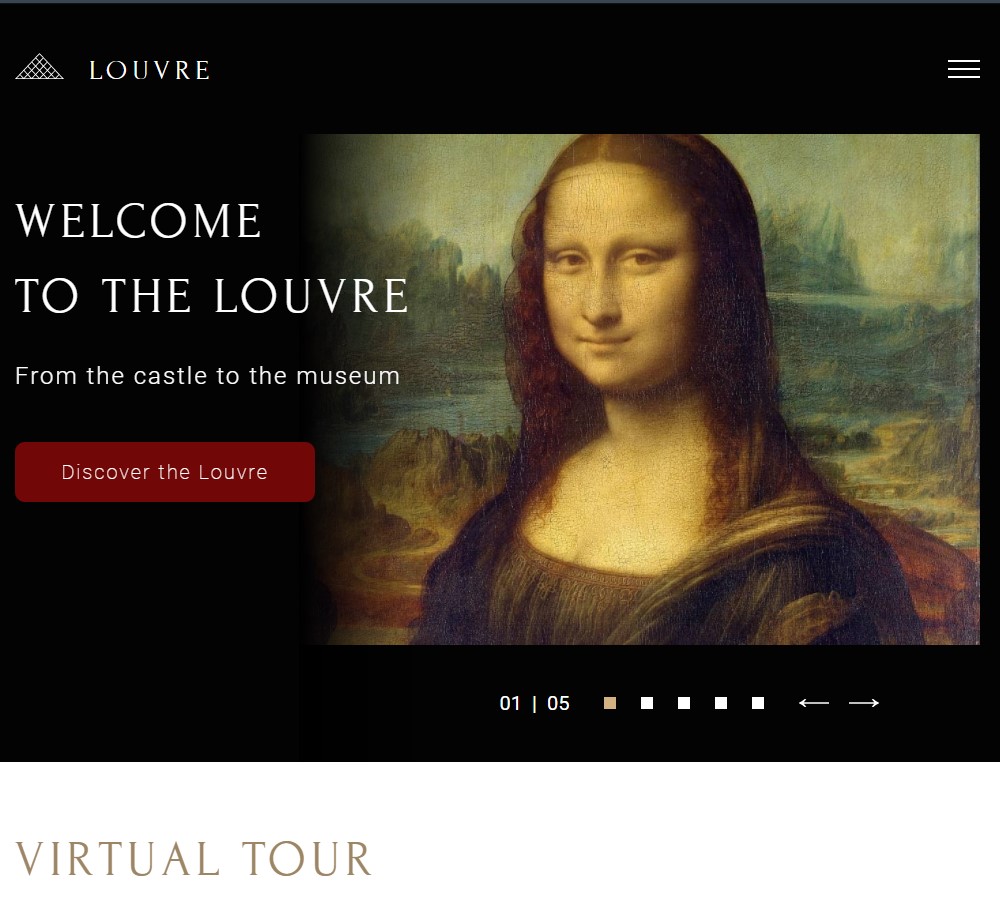 LOUVRE
WELCOME
TO THE LOUVRE
From the castle to the museum
Discover the Louvre
01 | 05
VIRTUAL TOUR